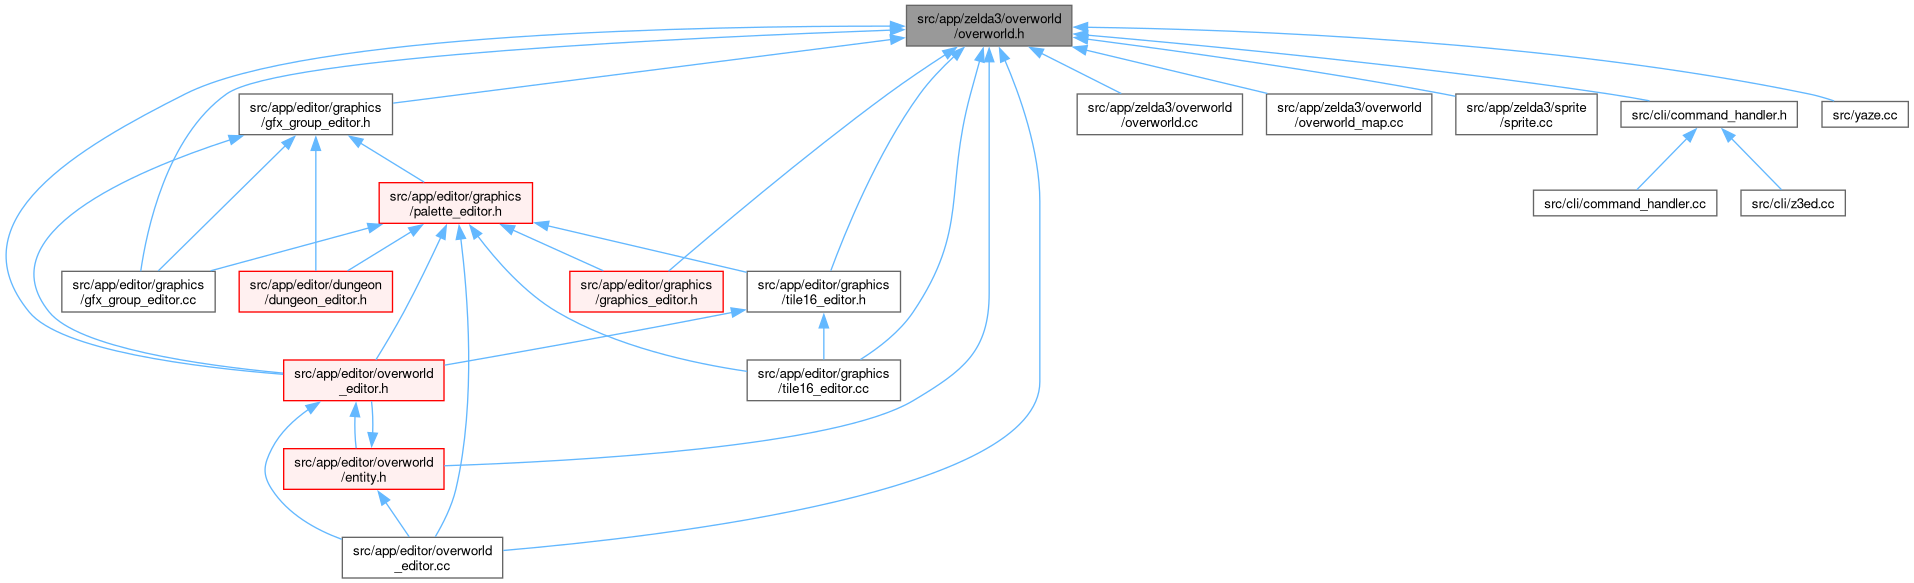 src/app/zelda3/overworld
/overworld.h
src/app/editor/graphics
/gfx_group_editor.h
src/app/zelda3/overworld
/overworld.cc
src/app/zelda3/overworld
/overworld_map.cc
src/app/zelda3/sprite
/sprite.cc
src/cli/command_handler.h
src/yaze.cc
src/app/editor/graphics
/palette_editor.h
src/cli/command_handler.cc
src/cli/z3ed.cc
src/app/editor/graphics
/gfx_group_editor.cc
src/app/editor/dungeon
/dungeon_editor.h
src/app/editor/graphics
/graphics_editor.h
src/app/editor/graphics
/tile16_editor.h
src/app/editor/overworld
_editor.h
src/app/editor/graphics
/tile16_editor.cc
src/app/editor/overworld
/entity.h
src/app/editor/overworld
_editor.cc